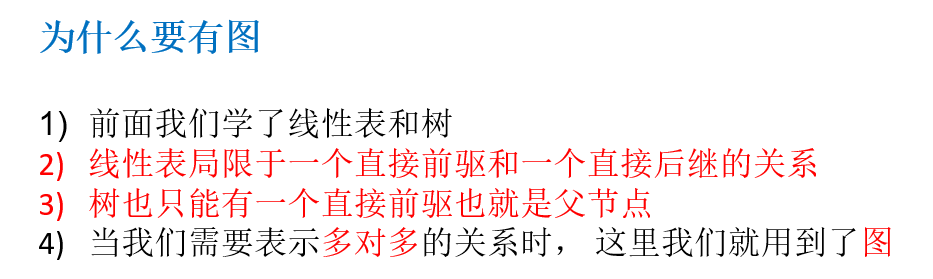 为什么要有图
1) 前面我们学了线性表和树
2) 线性表局限于一个直接前驱和一个直接后继的关系
3) 树也只能有一个直接前驱也就是父节点
4) 当我们需要表示多对多的关系时， 这里我们就用到了图